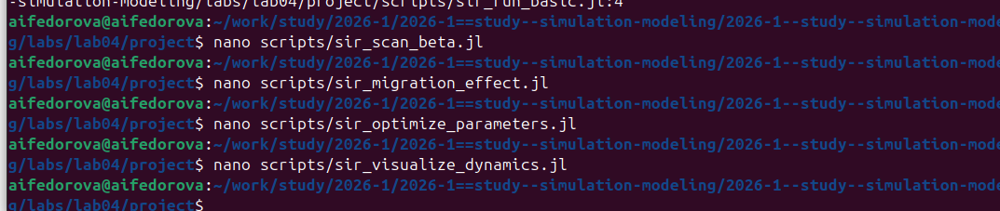 -simulation-modeling/labs/lab04/project/scripts/sir_run_basic.jl:4
aifedorova@aifedorova:~/work/study/2026-1/2026-1==study--simulation-modeling/2026-1--study--simulation-mode
g/labs/lab04/project$ nano scripts/sir_scan_beta.jl
aifedorova@aifedorova:~/work/study/2026-1/2026-1==study--simulation-modeling/2026-1--study--simulation-mode
g/labs/lab04/project$ nano scripts/sir_migration_effect.jl
aifedorova@aifedorova:~/work/study/2026-1/2026-1==study--simulation-modeling/2026-1--study--simulation-mode
g/labs/lab04/project$ nano scripts/sir_optimize_parameters.jl
aifedorova@aifedorova:~/work/study/2026-1/2026-1==study--simulation-modeling/2026-1--study--simulation-mode
g/labs/lab04/project$ nano scripts/sir_visualize_dynamics.jl
aifedorova@aifedorova:~/work/study/2026-1/2026-1==study--simulation-modeling/2026-1--study--simulation-mode
g/labs/lab04/project$